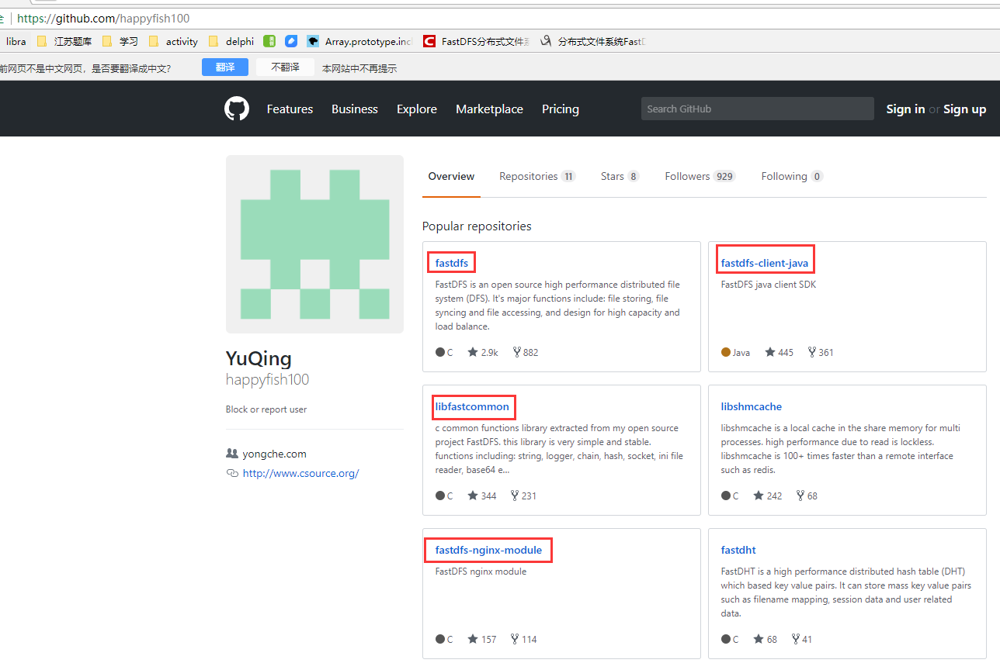 全 https://github.com/happyfish100
libra 江苏题库 学习 activity delphi Array.prototype.inc FastDFS分布式文件系 分布式文件系统FastD
前网页不是中文网页，是否要翻译成中文? 翻译 不翻译 本网站中不再提示
Features Business Explore Marketplace Pricing Search GitHub Sign in or Sign up
Overview Repositories 11 Stars 8 Followers 929 Following 0
Popular repositories
fastdfs
FastDFS is an open source high performance distributed file
system (DFS). It's major functions include: file storing, file
syncing and file accessing, and design for high capacity and
load balance.
C 2.9k 882
fastdfs-client-java
FastDFS java client SDK
Java 445 361
YuQing
happyfish100
Block or report user
yongche.com
http://www.csource.org/
libfastcommon
c common functions library extracted from my open source
project FastDFS. this library is very simple and stable.
functions including: string, logger, chain, hash, socket, ini file
reader, base64 e...
C 344 231
libshmcache
libshmcache is a local cache in the share memory for multi
processes. high performance due to read is lockless.
libshmcache is 100+ times faster than a remote interface
such as redis.
C 242 68
fastdfs-nginx-module
FastDFS nginx module
C 157 114
fastdht
FastDHT is a high performance distributed hash table (DHT)
which based key value pairs. It can store mass key value pairs
such as filename mapping, session data and user related
data.
C 68 41